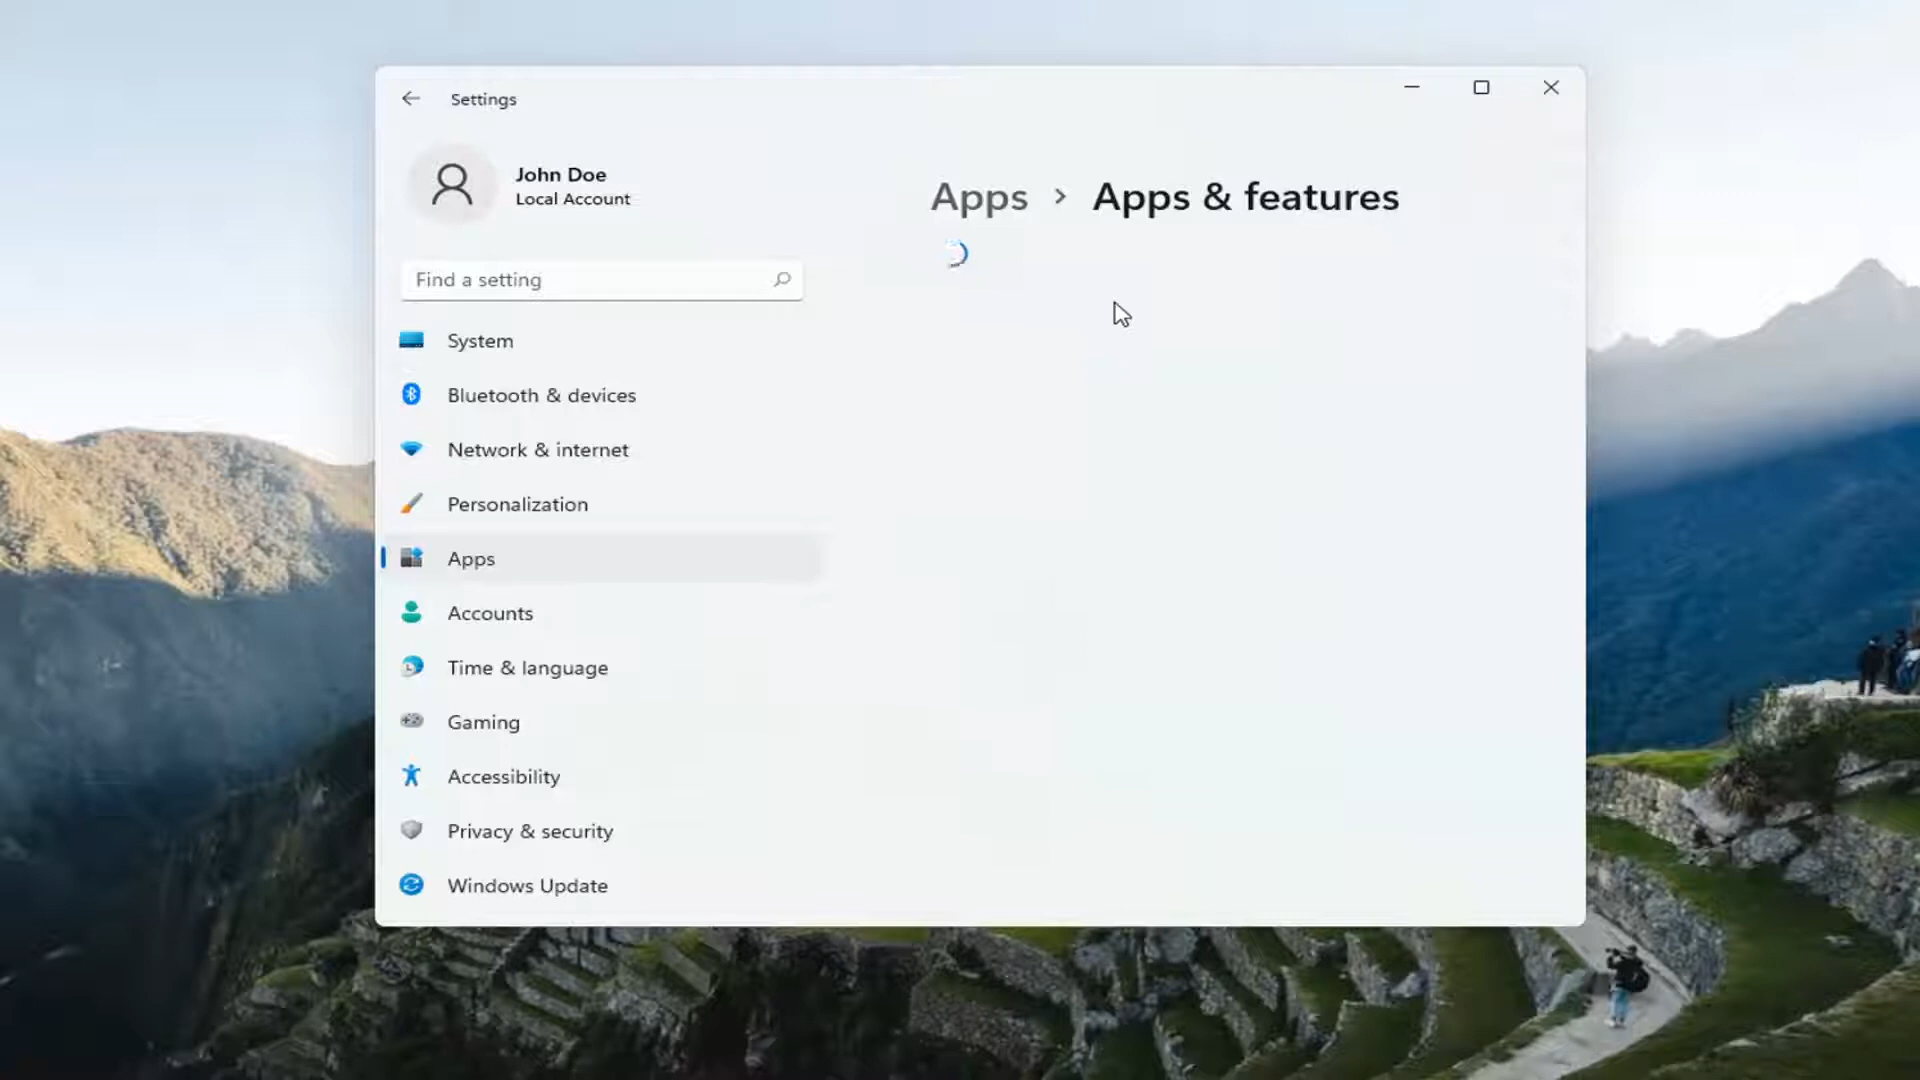 Settings
John Doe
Local Account
Apps > Apps & features
Find a setting
System
Bluetooth & devices
Network & internet
Personalization
Apps
Accounts
Time & language
Gaming
Accessibility
Privacy & security
Windows Update